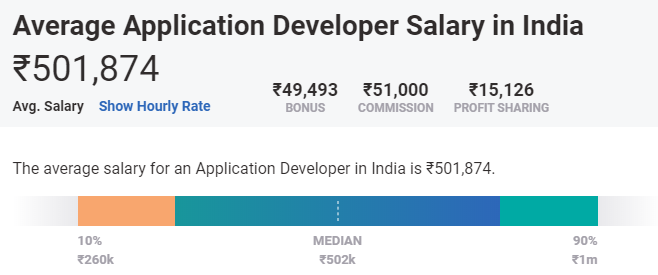 Average Application Developer Salary in India
₹501,874
Avg. Salary Show Hourly Rate
₹49,493 ₹51,000 ₹15,126
BONUS COMMISSION PROFIT SHARING
The average salary for an Application Developer in India is ₹501,874.
10% MEDIAN 90%
₹260k ₹502k ₹1m